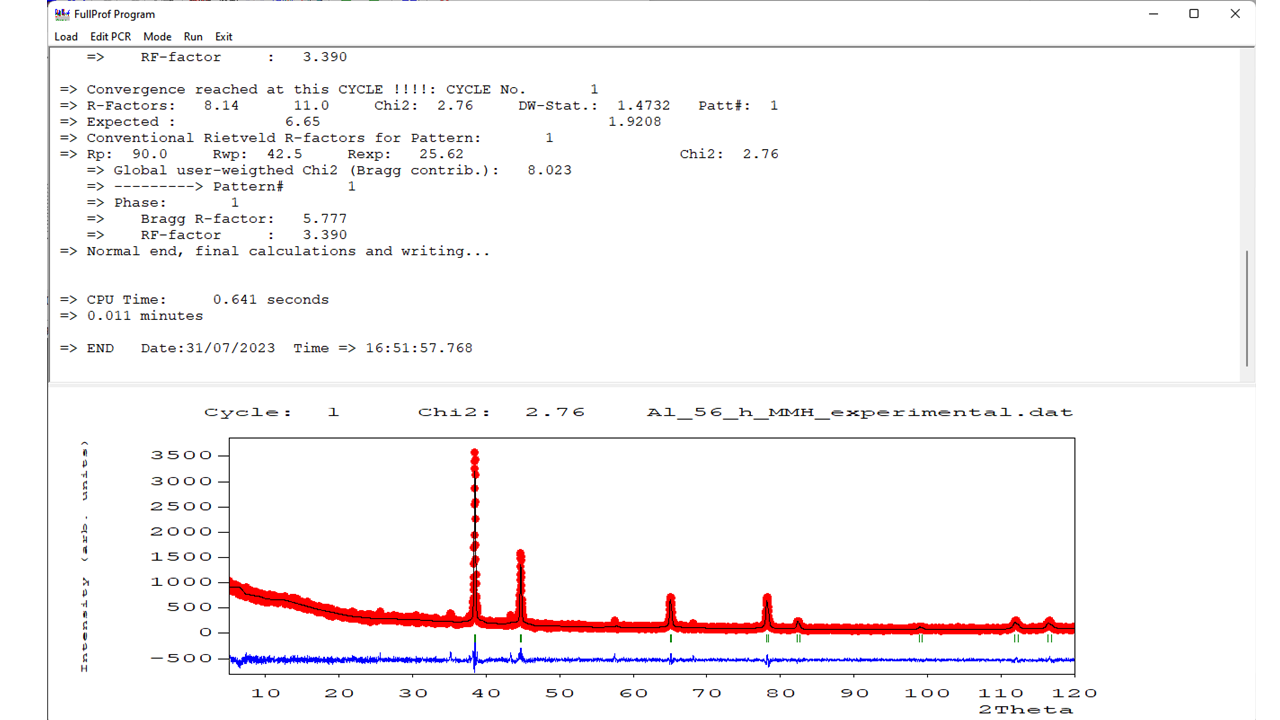 FullProf Program
Load Edit PCR Mode Run Exit
=> RF-factor : 3.390
=> Convergence reached at this CYCLE !!!!: CYCLE No. 1
=> R-Factors: 8.14 11.0 Chi2: 2.76 DW-Stat.: 1.4732 Patt#: 1
=> Expected : 6.65 1.9208
=> Conventional Rietveld R-factors for Pattern: 1
=> Rp: 90.0 Rwp: 42.5 Rexp: 25.62 Chi2: 2.76
=> Global user-weigthed Chi2 (Bragg contrib.): 8.023
=> ---------> Pattern# 1
=> Phase: 1
=> Bragg R-factor: 5.777
=> RF-factor : 3.390
=> Normal end, final calculations and writing...
=> CPU Time: 0.641 seconds
=> 0.011 minutes
=> END Date:31/07/2023 Time => 16:51:57.768
Cycle: 1 Chi2: 2.76 Al_56_h_MMH_experimental.dat
Intensity (arb. units)
3500
3000
2500
2000
1500
1000
500
0
-500
10 20 30 40 50 60 70 80 90 100 110 120
2Theta